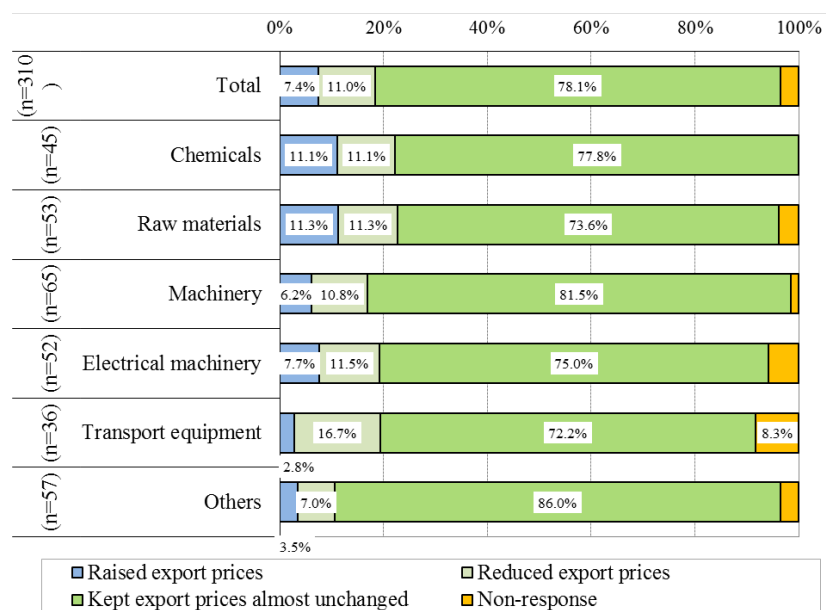 0% 20% 40% 60% 80% 100%
(n=310
)
Total
7.4% 11.0% 78.1%
(n=45)
Chemicals
11.1% 11.1% 77.8%
(n=53)
Raw materials
11.3% 11.3% 73.6%
(n=65)
Machinery
6.2% 10.8% 81.5%
(n=52)
Electrical machinery
7.7% 11.5% 75.0%
(n=36)
Transport equipment
16.7% 72.2% 8.3%
2.8%
(n=57)
Others
7.0% 86.0%
3.5%
Raised export prices
Reduced export prices
Kept export prices almost unchanged
Non-response